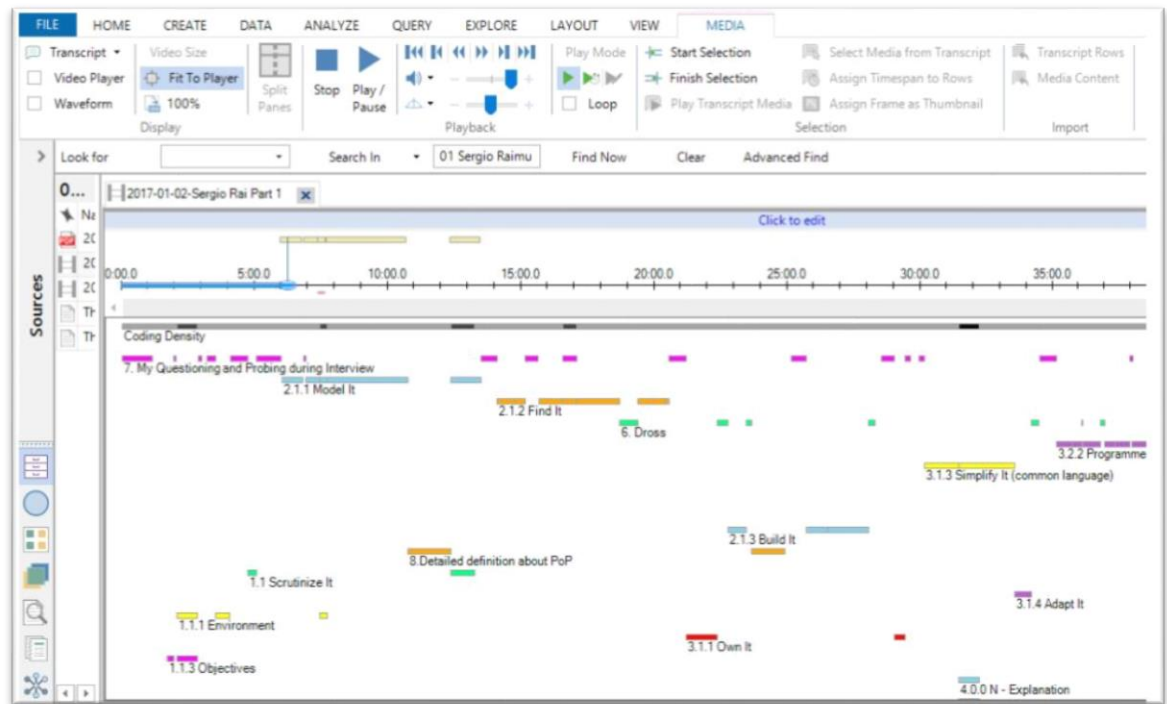 FILE HOME CREATE DATA ANALYZE QUERY EXPLORE LAYOUT VIEW MEDIA
Transcript Video Size Play Mode Start Selection Select Media from Transcript Transcript Rows
Video Player Fit To Player Split Panes Stop Play / Pause Finish Selection Assign Timespan to Rows Media Content
Waveform 100% Loop Play Transcript Media Assign Frame as Thumbnail
Display Playback Selection Import
Look for Search In 01 Sergio Raimu Find Now Clear Advanced Find
0... 2017-01-02-Sergio Rai Part 1
Na
Click to edit
20
20
20
0:00.0 5:00.0 10:00.0 15:00.0 20:00.0 25:00.0 30:00.0 35:00.0
Sources
Th
Th
Coding Density
7. My Questioning and Probing during Interview
2.1.1 Model It
2.1.2 Find It
6. Dross
3.2.2 Programme
3.1.3 Simplify It (common language)
2.1.3 Build It
8.Detailed definition about PoP
1.1 Scrutinize It
3.1.4 Adapt It
1.1.1 Environment
3.1.1 Own It
1.1.3 Objectives
4.0.0 N - Explanation